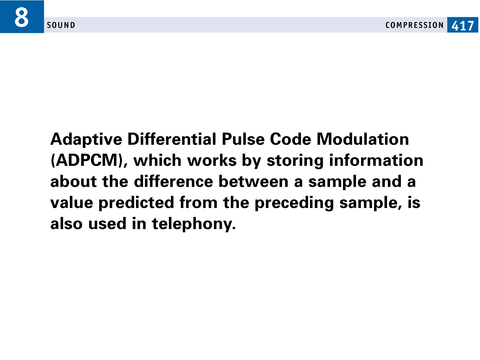 8 SOUND COMPRESSION 417
Adaptive Differential Pulse Code Modulation
(ADPCM), which works by storing information
about the difference between a sample and a
value predicted from the preceding sample, is
also used in telephony.